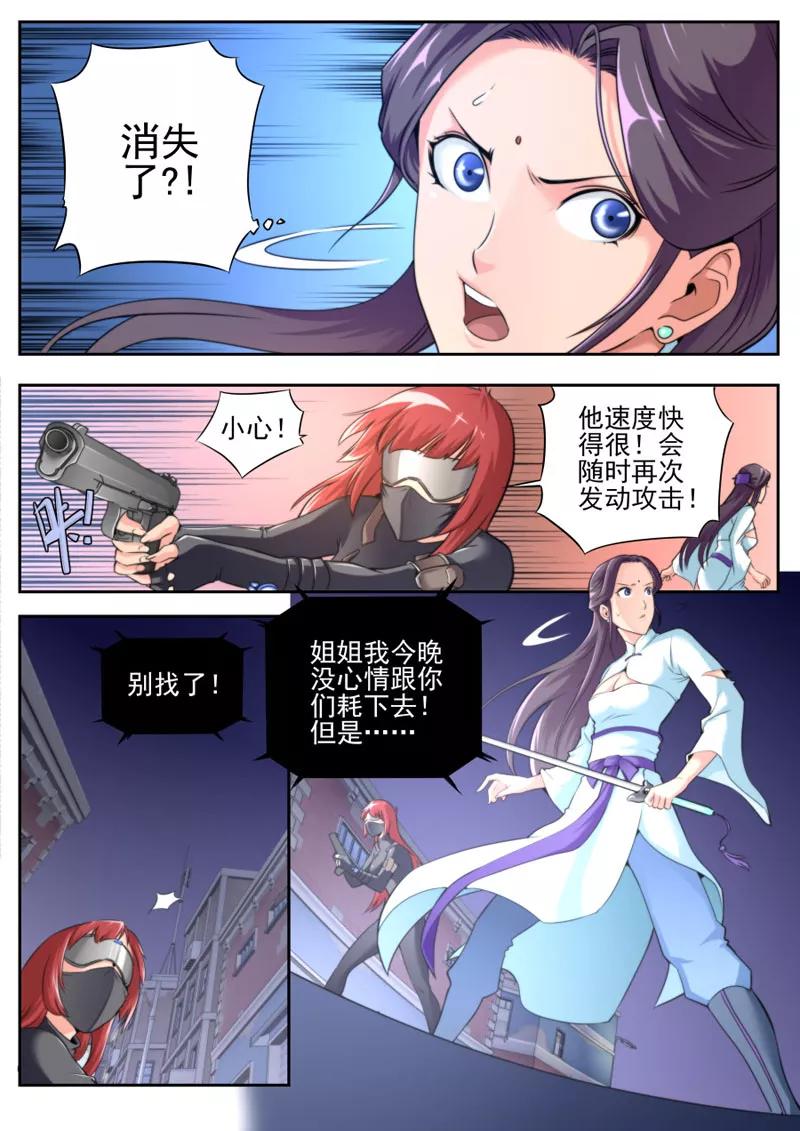 消失
了?!
小心！
他速度快
得很！会
随时再次
发动攻击！
别找了！
姐姐我今晚
没心情跟你
们耗下去！
但是……